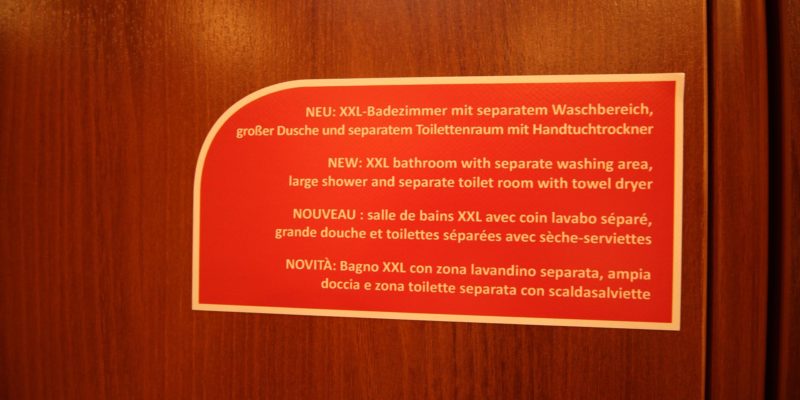 NEU: XXL-Badezimmer mit separatem Waschbereich,
großer Dusche und separatem Toilettenraum mit Handtuchtrockner
NEW: XXL bathroom with separate washing area,
large shower and separate toilet room with towel dryer
NOUVEAU : salle de bains XXL avec coin lavabo séparé,
grande douche et toilettes séparées avec sèche-serviettes
NOVITÀ: Bagno XXL con zona lavandino separata, ampia
doccia e zona toilette separata con scaldasalviette